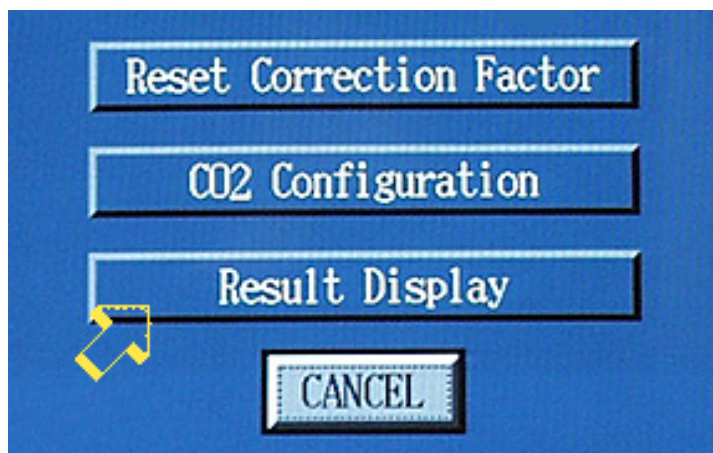 Reset Correction Factor
CO2 Configuration
Result Display
CANCEL